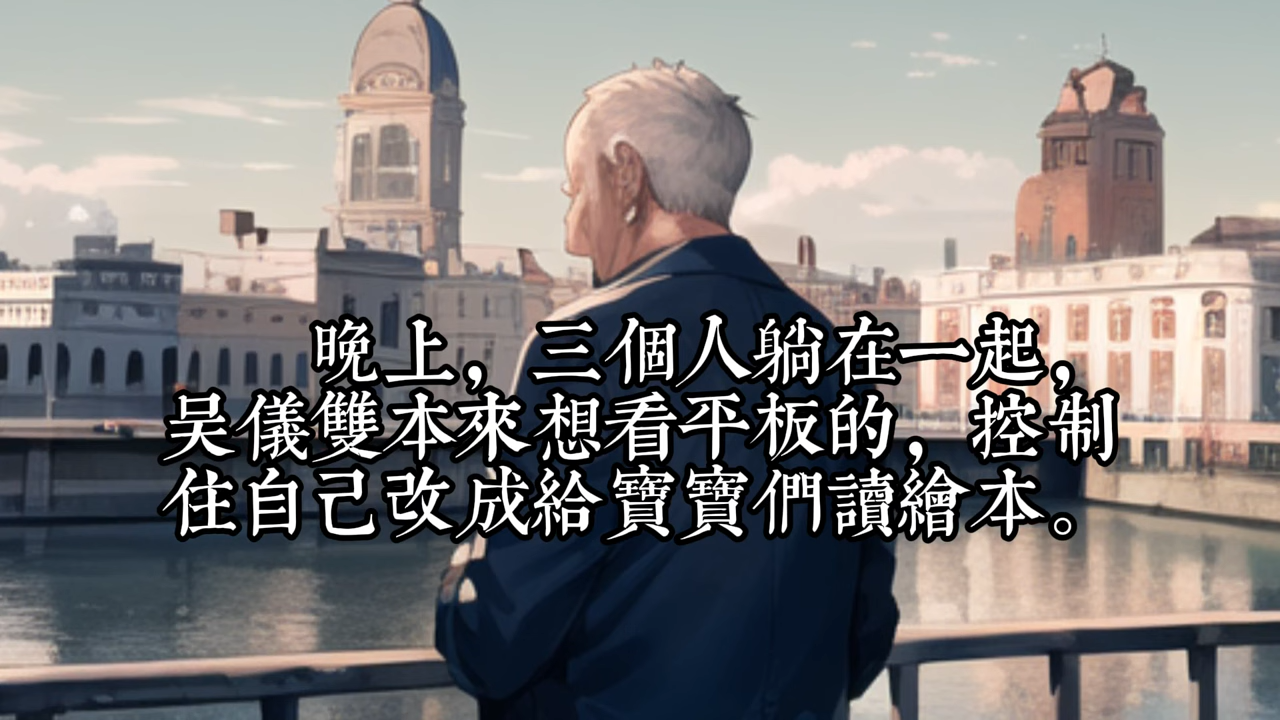 晚上，三個人躺在一起，
吴儀雙本來想看平板的，控制
住自己改成給寶寶們讀繪本。